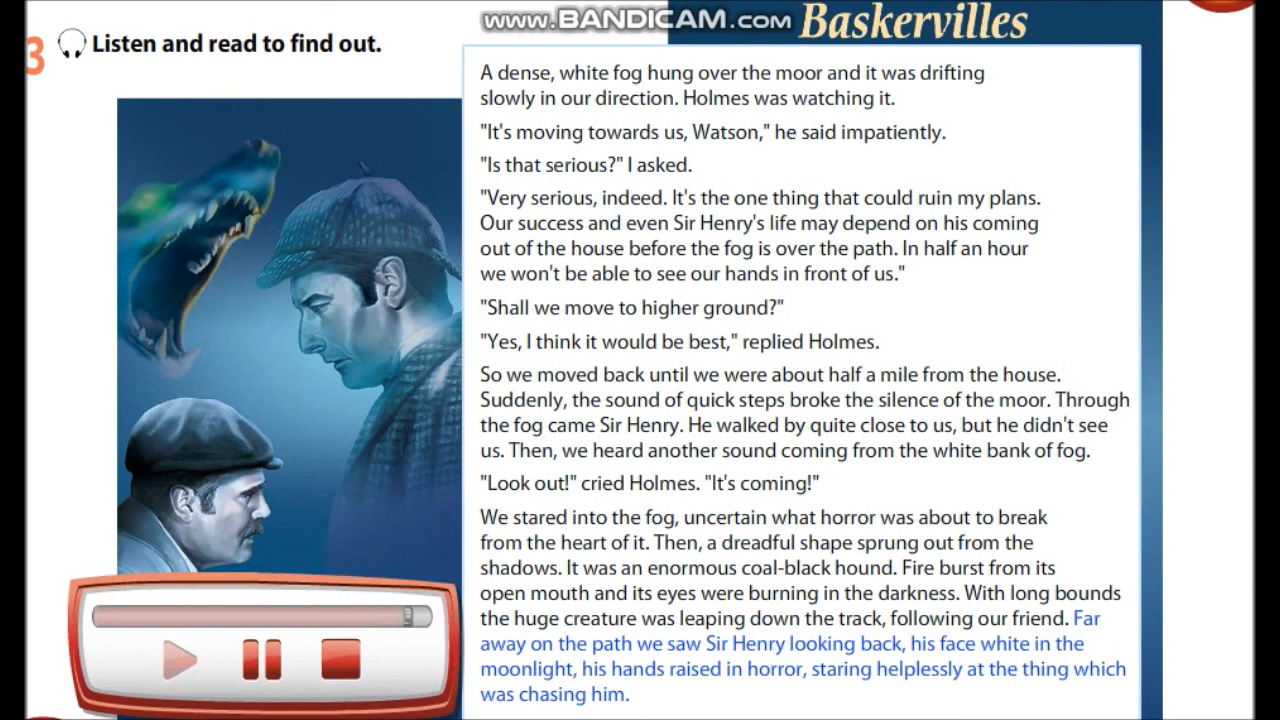 www.BANDICAM.com
Baskervilles
3 Listen and read to find out.
A dense, white fog hung over the moor and it was drifting
slowly in our direction. Holmes was watching it.
"It's moving towards us, Watson," he said impatiently.
"Is that serious?" I asked.
"Very serious, indeed. It's the one thing that could ruin my plans.
Our success and even Sir Henry's life may depend on his coming
out of the house before the fog is over the path. In half an hour
we won't be able to see our hands in front of us."
"Shall we move to higher ground?"
"Yes, I think it would be best," replied Holmes.
So we moved back until we were about half a mile from the house.
Suddenly, the sound of quick steps broke the silence of the moor. Through
the fog came Sir Henry. He walked by quite close to us, but he didn't see
us. Then, we heard another sound coming from the white bank of fog.
"Look out!" cried Holmes. "It's coming!"
We stared into the fog, uncertain what horror was about to break
from the heart of it. Then, a dreadful shape sprung out from the
shadows. It was an enormous coal-black hound. Fire burst from its
open mouth and its eyes were burning in the darkness. With long bounds
the huge creature was leaping down the track, following our friend. Far
away on the path we saw Sir Henry looking back, his face white in the
moonlight, his hands raised in horror, staring helplessly at the thing which
was chasing him.